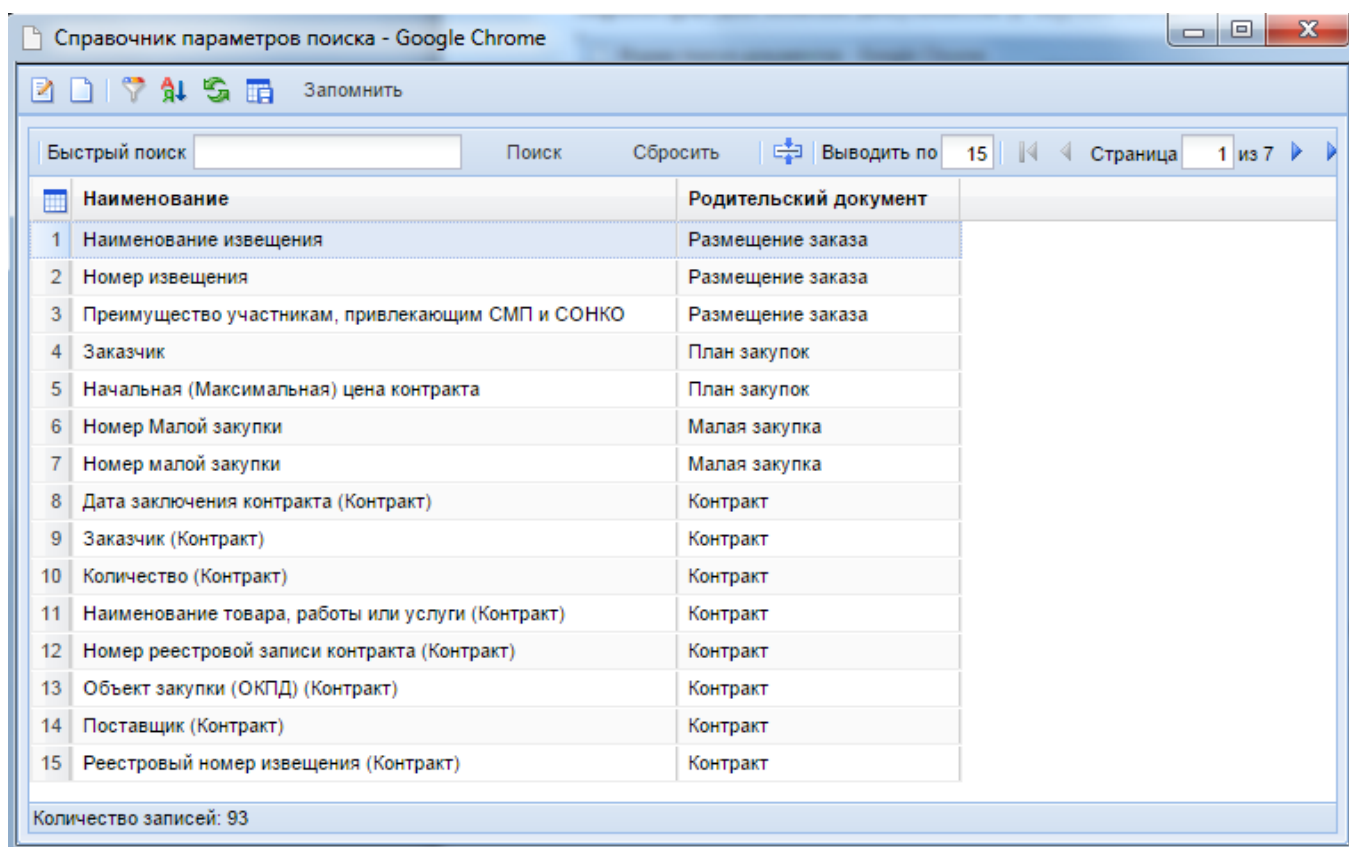 Справочник параметров поиска - Google Chrome
Запомнить
Быстрый поиск Поиск Сбросить Выводить по 15 Страница 1 из 7
Наименование Родительский документ
1 Наименование извещения Размещение заказа
2 Номер извещения Размещение заказа
3 Преимущество участникам, привлекающим СМП и СОНКО Размещение заказа
4 Заказчик План закупок
5 Начальная (Максимальная) цена контракта План закупок
6 Номер Малой закупки Малая закупка
7 Номер малой закупки Малая закупка
8 Дата заключения контракта (Контракт) Контракт
9 Заказчик (Контракт) Контракт
10 Количество (Контракт) Контракт
11 Наименование товара, работы или услуги (Контракт) Контракт
12 Номер реестровой записи контракта (Контракт) Контракт
13 Объект закупки (ОКПД) (Контракт) Контракт
14 Поставщик (Контракт) Контракт
15 Реестровый номер извещения (Контракт) Контракт
Количество записей: 93